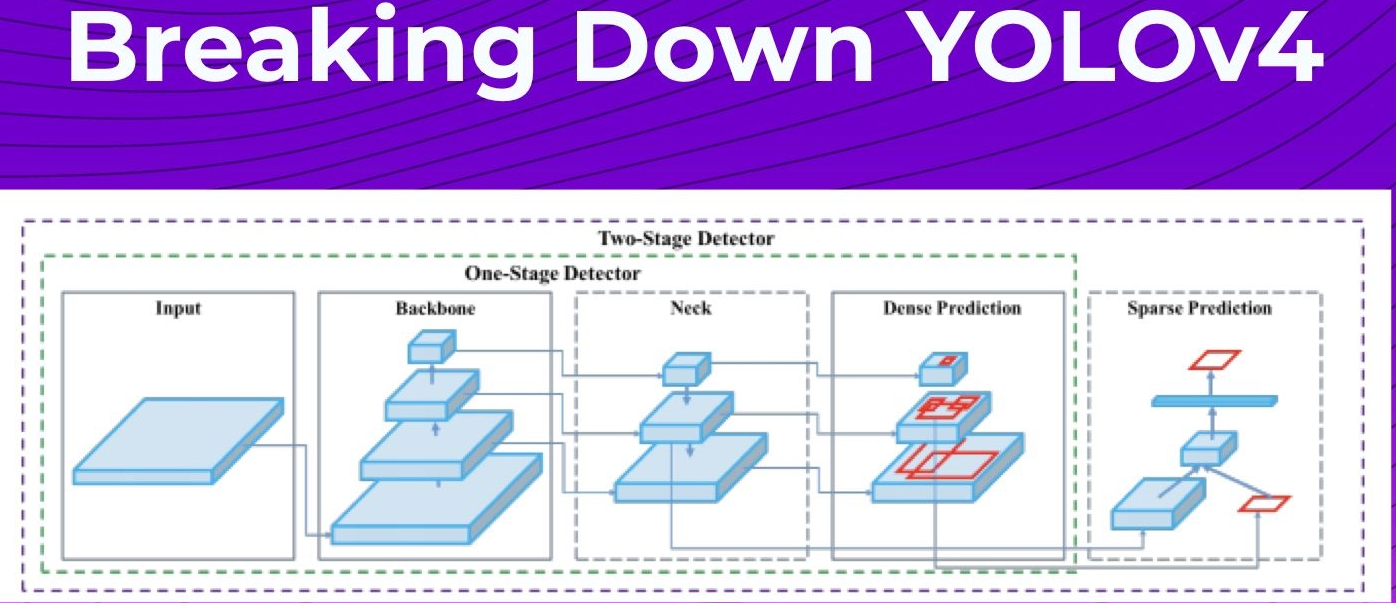 Breaking Down YOLOv4
Two-Stage Detector
One-Stage Detector
Input
Backbone
Neck
Dense Prediction
Sparse Prediction